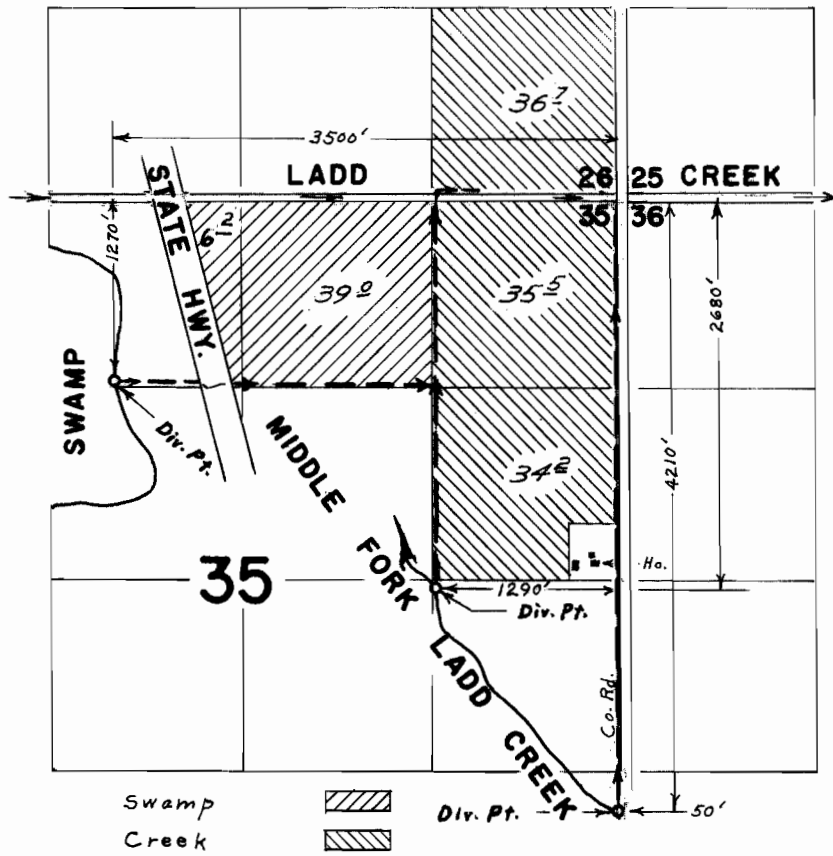 36 7
3500'
STATE HWY.
LADD
26 25
CREEK
35 36
1270'
6 12
39 0
35 5
2680'
SWAMP
Div. Pt.
MIDDLE FORK
34 2
4210'
35
Ho.
1290'
Div. Pt.
LADD CREEK
Co. Rd.
Swamp
Div. Pt.
50'
Creek